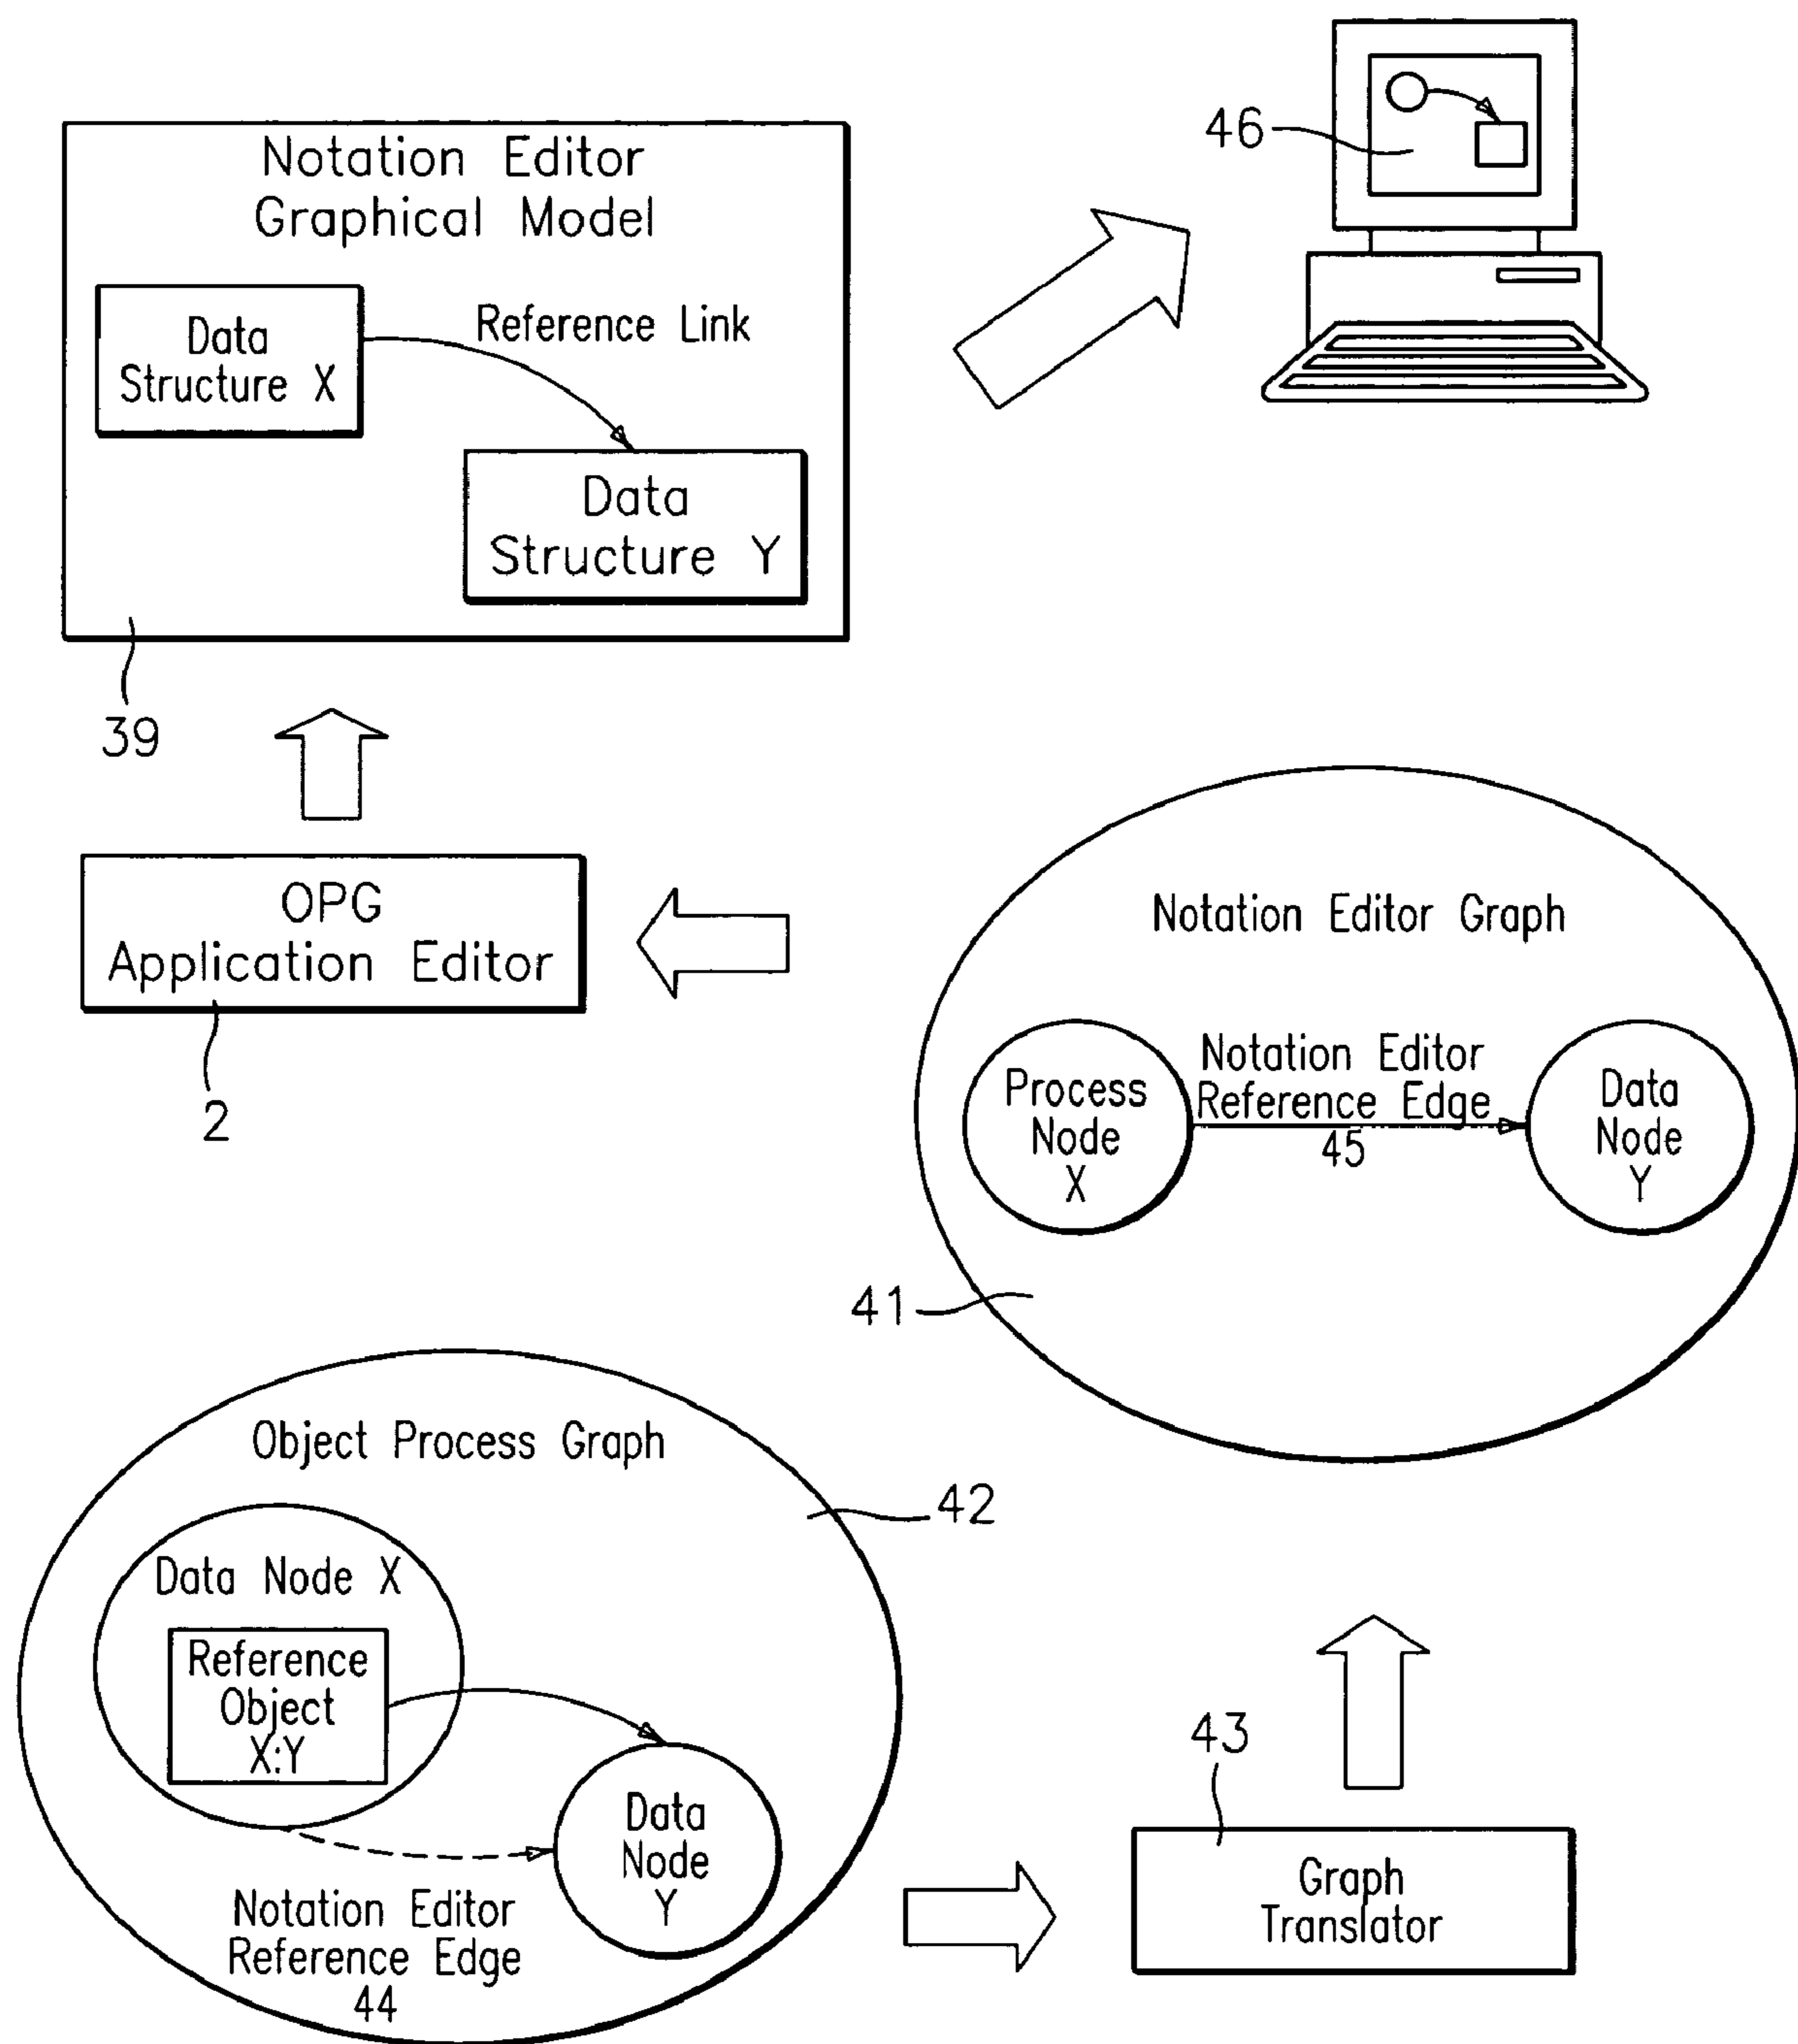 Notation Editor
Graphical Model
Data
Structure X
Reference Link
Data
Structure Y
39
46
OPG
Application Editor
2
Notation Editor Graph
Process
Node
X
Notation Editor
Reference Edge
45
Data
Node
Y
41
Object Process Graph
42
Data Node X
Reference
Object
X:Y
Data
Node
Y
Notation Editor
Reference Edge
44
43
Graph
Translator